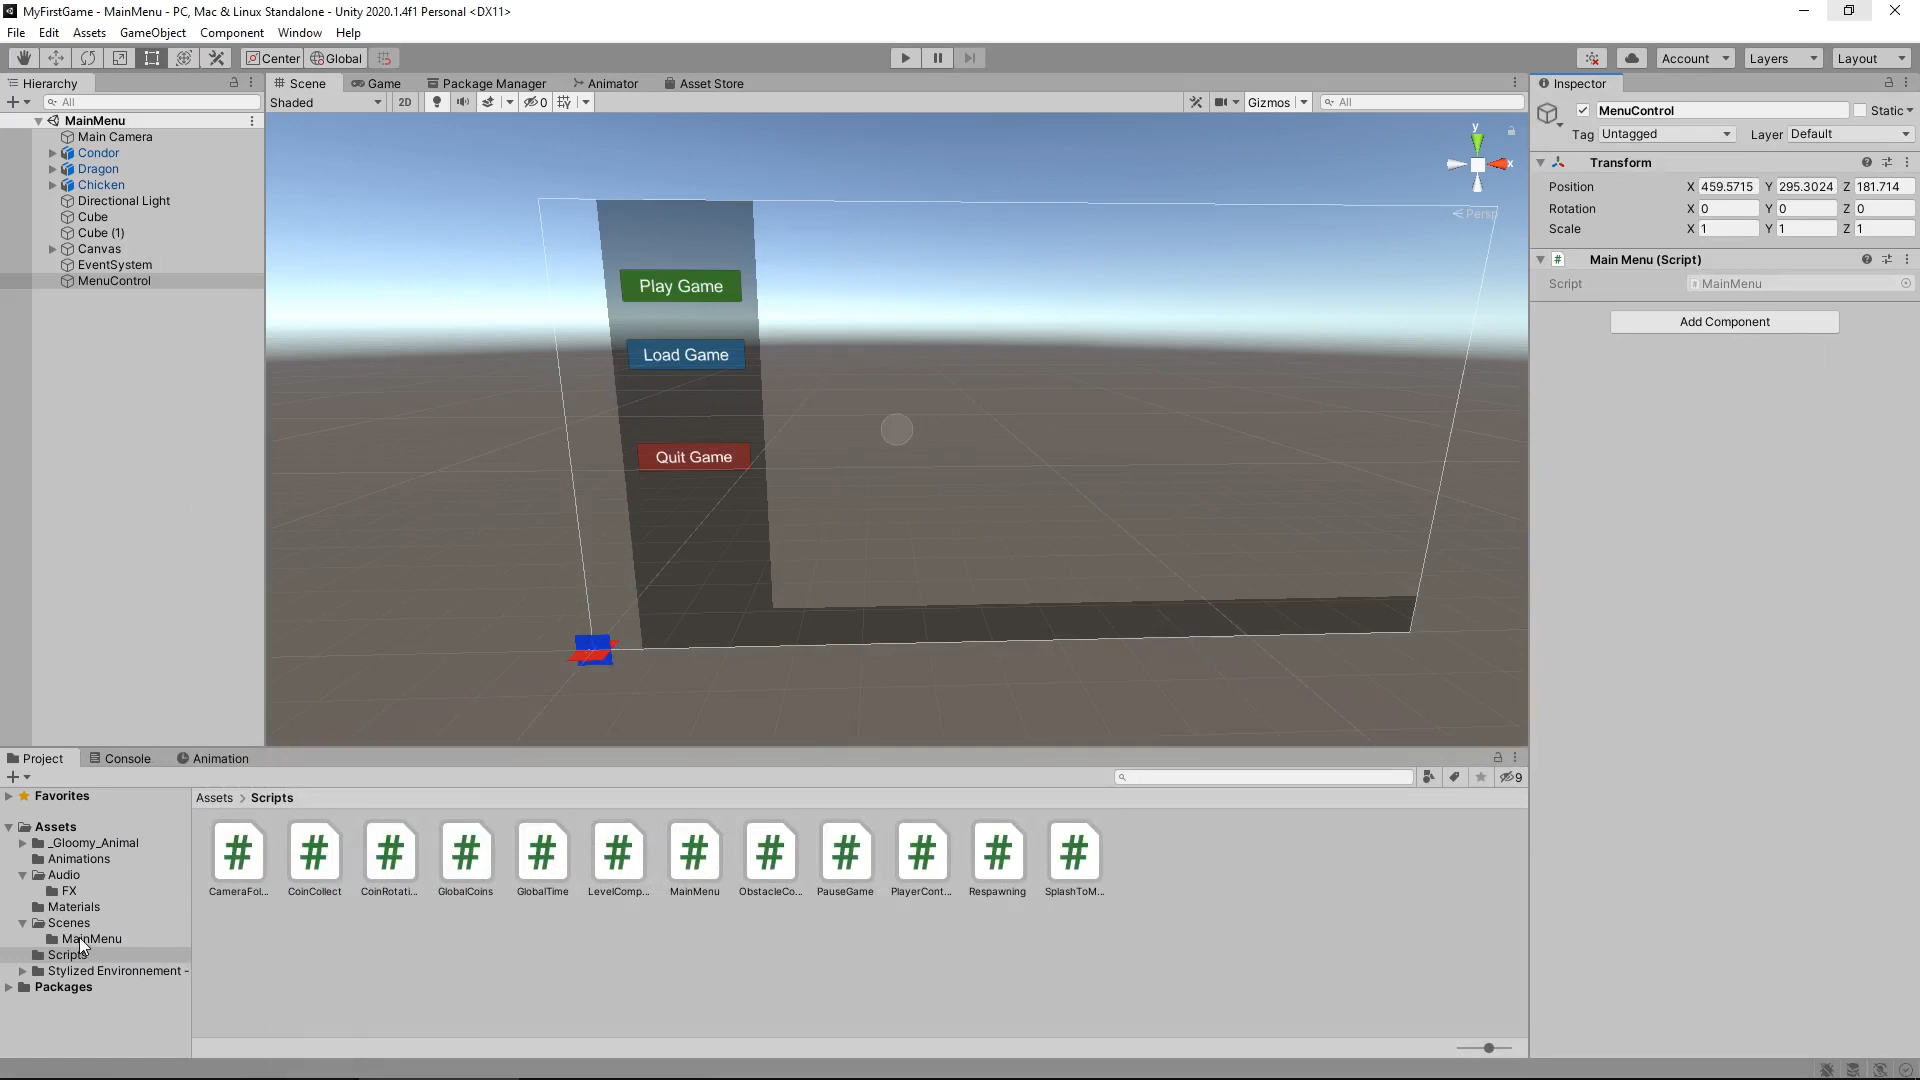 MyFirstGame - MainMenu - PC, Mac & Linux Standalone - Unity 2020.1.4f1 Personal <DX11>
File Edit Assets GameObject Component Window Help
Center Global Account Layers Layout
Hierarchy
All
MainMenu
Main Camera
Condor
Dragon
Chicken
Directional Light
Cube
Cube (1)
Canvas
EventSystem
MenuControl
Scene Game Package Manager Animator Asset Store
Shaded 2D 0 Gizmos All
y
x
Persp
Play Game
Load Game
Quit Game
Inspector
MenuControl Static
Tag Untagged Layer Default
Transform
Position X 459.5715 Y 295.3024 Z 181.714
Rotation X 0 Y 0 Z 0
Scale X 1 Y 1 Z 1
# Main Menu (Script)
Script MainMenu
Add Component
Project Console Animation
9
Favorites
Assets
_Gloomy_Animal
Animations
Audio
FX
Materials
Scenes
MainMenu
Scripts
Stylized Environnement -
Packages
Assets > Scripts
# # # # # # # # # # # #
CameraFol... CoinCollect CoinRotati... GlobalCoins GlobalTime LevelComp... MainMenu ObstacleCo... PauseGame PlayerCont... Respawning SplashToM...